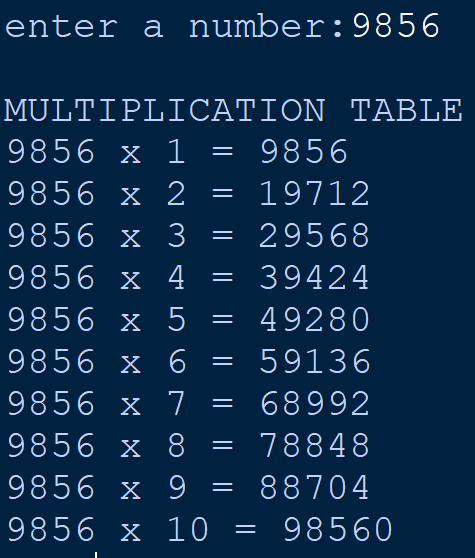 enter a number:9856
MULTIPLICATION TABLE
9856 x 1 = 9856
9856 x 2 = 19712
9856 x 3 = 29568
9856 x 4 = 39424
9856 x 5 = 49280
9856 x 6 = 59136
9856 x 7 = 68992
9856 x 8 = 78848
9856 x 9 = 88704
9856 x 10 = 98560